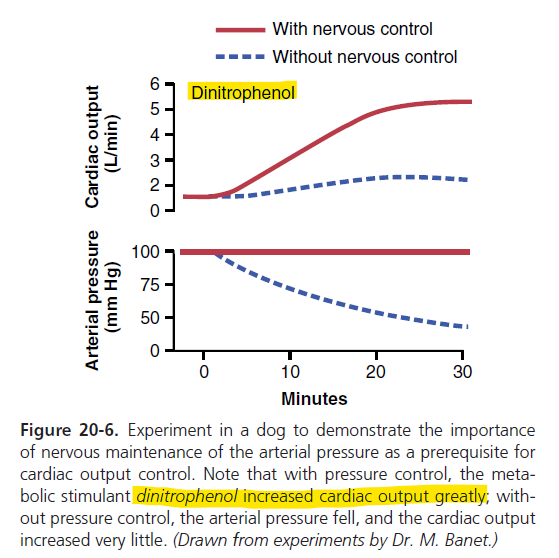 With nervous control
Without nervous control
Dinitrophenol
Cardiac output
(L/min)
6
5
4
3
2
0
Arterial pressure
(mm Hg)
100
75
50
0
0 10 20 30
Minutes
Figure 20-6. Experiment in a dog to demonstrate the importance
of nervous maintenance of the arterial pressure as a prerequisite for
cardiac output control. Note that with pressure control, the meta-
bolic stimulant dinitrophenol increased cardiac output greatly; with-
out pressure control, the arterial pressure fell, and the cardiac output
increased very little. (Drawn from experiments by Dr. M. Banet.)